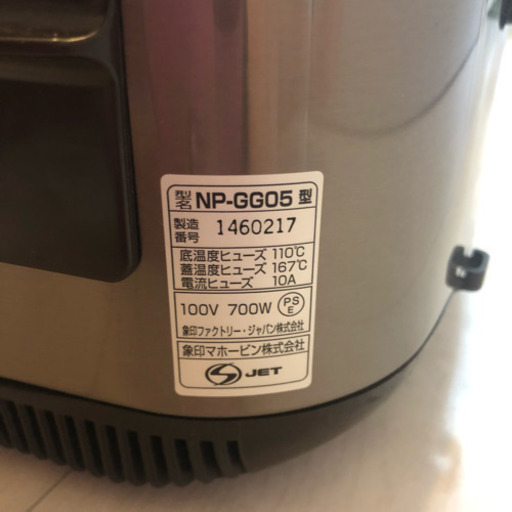 型名 NP-GG05 型
製造番号 1460217
底温度ヒューズ 110℃
蓋温度ヒューズ 167℃
電流ヒューズ 10A
100V 700W PSE
象印ファクトリー・ジャパン株式会社
象印マホービン株式会社
S JET